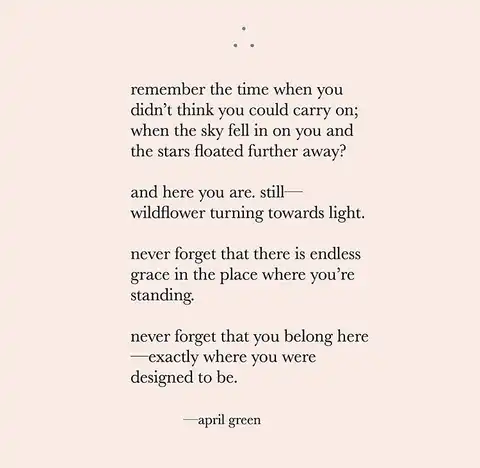 remember the time when you
didn't think you could carry on;
when the sky fell in on you and
the stars floated further away?
and here you are. still—
wildflower turning towards light.
never forget that there is endless
grace in the place where you're
standing.
never forget that you belong here
—exactly where you were
designed to be.
—april green